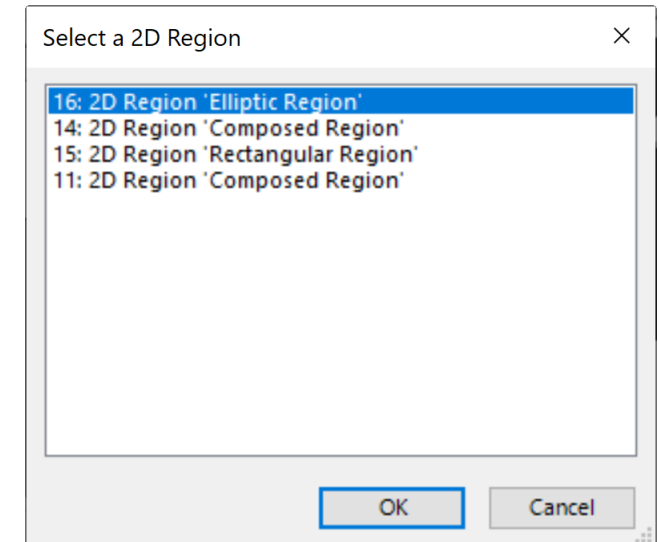 Select a 2D Region
16: 2D Region 'Elliptic Region'
14: 2D Region 'Composed Region'
15: 2D Region 'Rectangular Region'
11: 2D Region 'Composed Region'
OK
Cancel